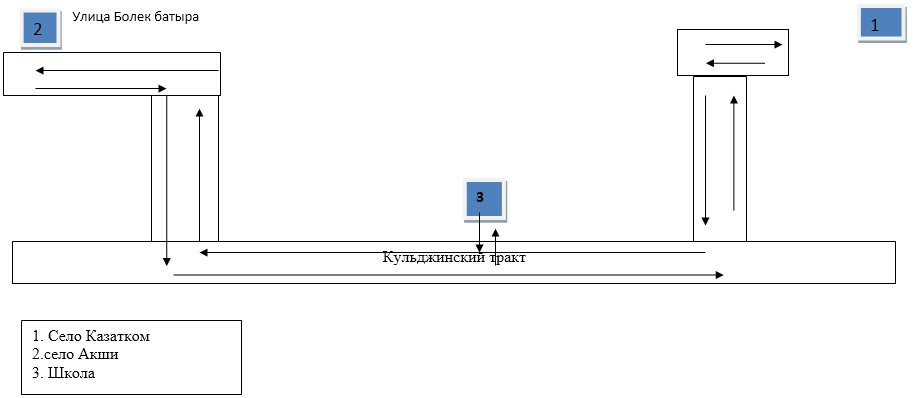 2
Улица Болек батыра
1
3
Кульджинский тракт
1. Село Казатком
2.село Акши
3. Школа